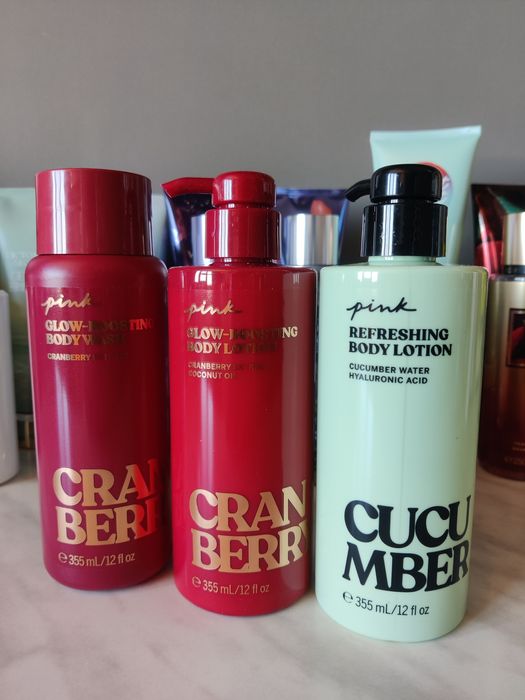 pink
GLOW-BOOSTING
BODY WASH
CRANBERRY
CRAN
BERR
℮ 355 mL/12 fl oz
pink
GLOW-BOOSTING
BODY LOTION
CRANBERRY
COCONUT OIL
CRAN
BERRY
℮ 355 mL/12 fl oz
pink
REFRESHING
BODY LOTION
CUCUMBER WATER
HYALURONIC ACID
CUCU
MBER
℮ 355 mL/12 fl oz